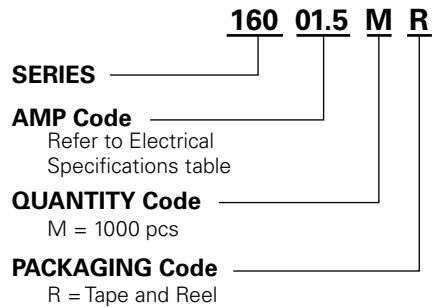 160 01.5 M R
SERIES
AMP Code
Refer to Electrical
Specifications table
QUANTITY Code
M = 1000 pcs
PACKAGING Code
R = Tape and Reel